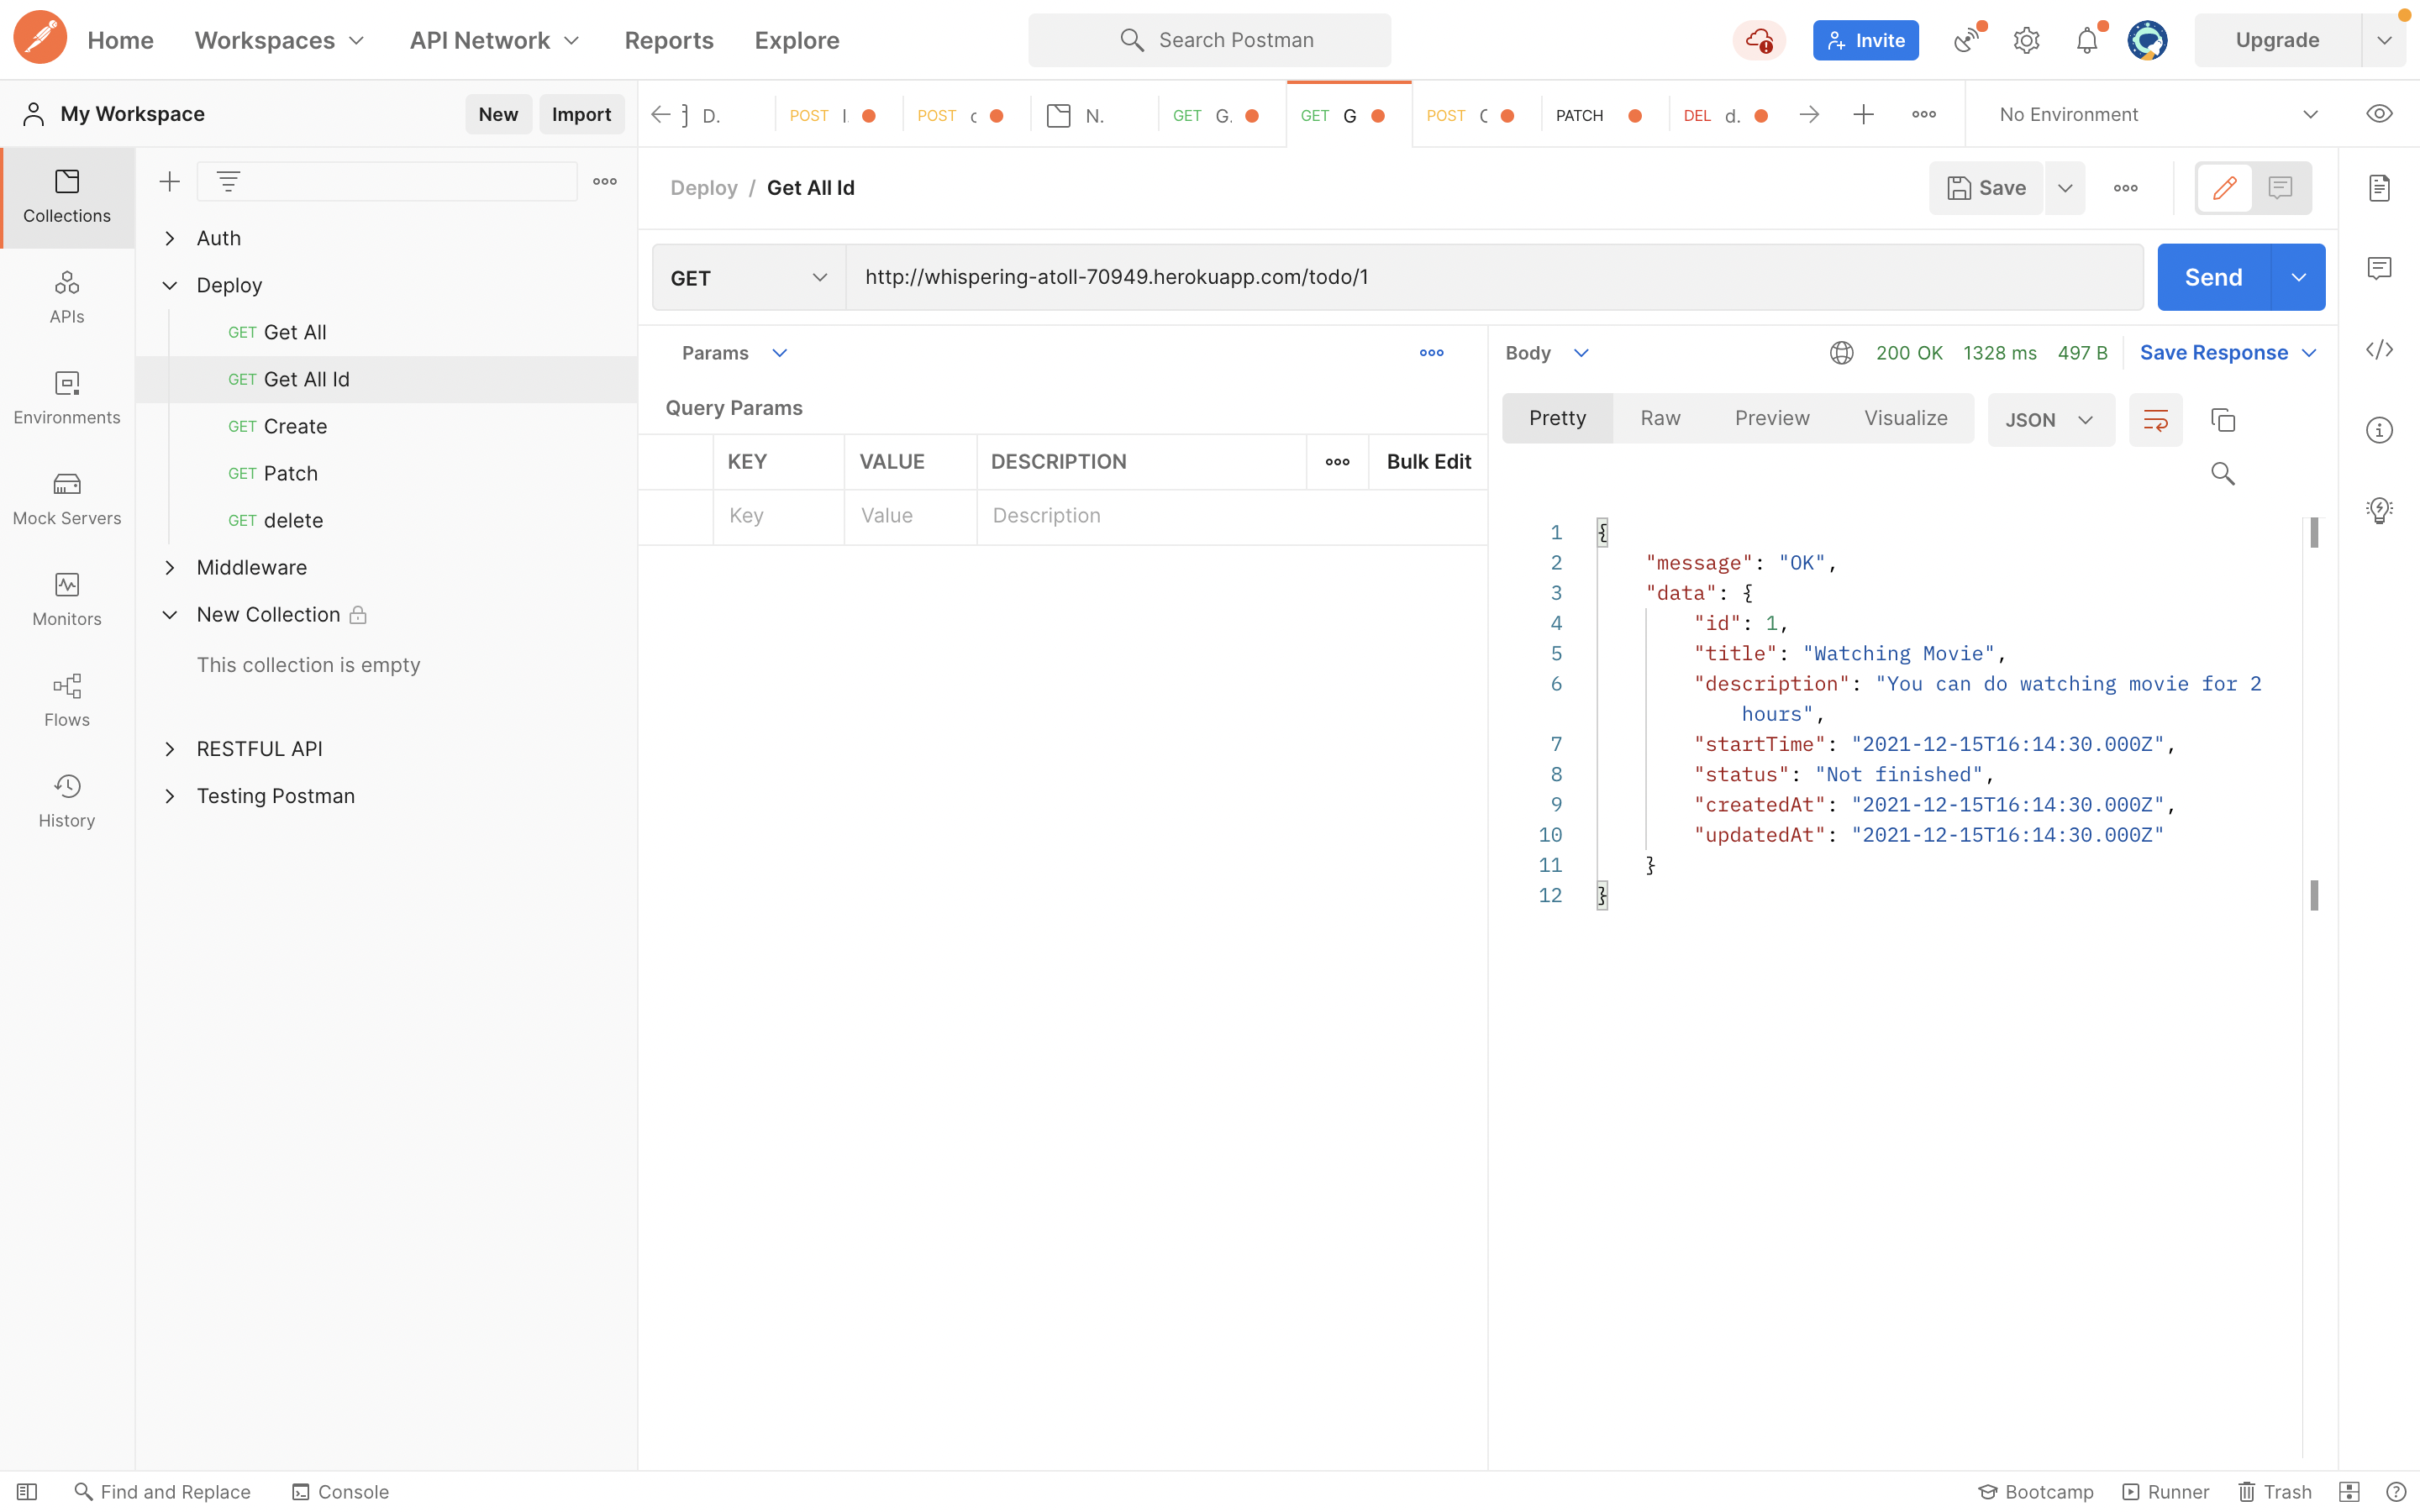 Home Workspaces API Network Reports Explore Search Postman Invite Upgrade
My Workspace New Import D. POST POST N. GET G. GET G POST PATCH DEL d. No Environment
Collections
APIs
Environments
Mock Servers
Monitors
Flows
History
Auth
Deploy
GET Get All
GET Get All Id
GET Create
GET Patch
GET delete
Middleware
New Collection
This collection is empty
RESTFUL API
Testing Postman
Deploy / Get All Id Save
GET http://whispering-atoll-70949.herokuapp.com/todo/1 Send
Params
Query Params
KEY VALUE DESCRIPTION Bulk Edit
Key Value Description
Body 200 OK 1328 ms 497 B Save Response
Pretty Raw Preview Visualize JSON
1 {
2 "message": "OK",
3 "data": {
4 "id": 1,
5 "title": "Watching Movie",
6 "description": "You can do watching movie for 2
hours",
7 "startTime": "2021-12-15T16:14:30.000Z",
8 "status": "Not finished",
9 "createdAt": "2021-12-15T16:14:30.000Z",
10 "updatedAt": "2021-12-15T16:14:30.000Z"
11 }
12 }
Find and Replace Console Bootcamp Runner Trash